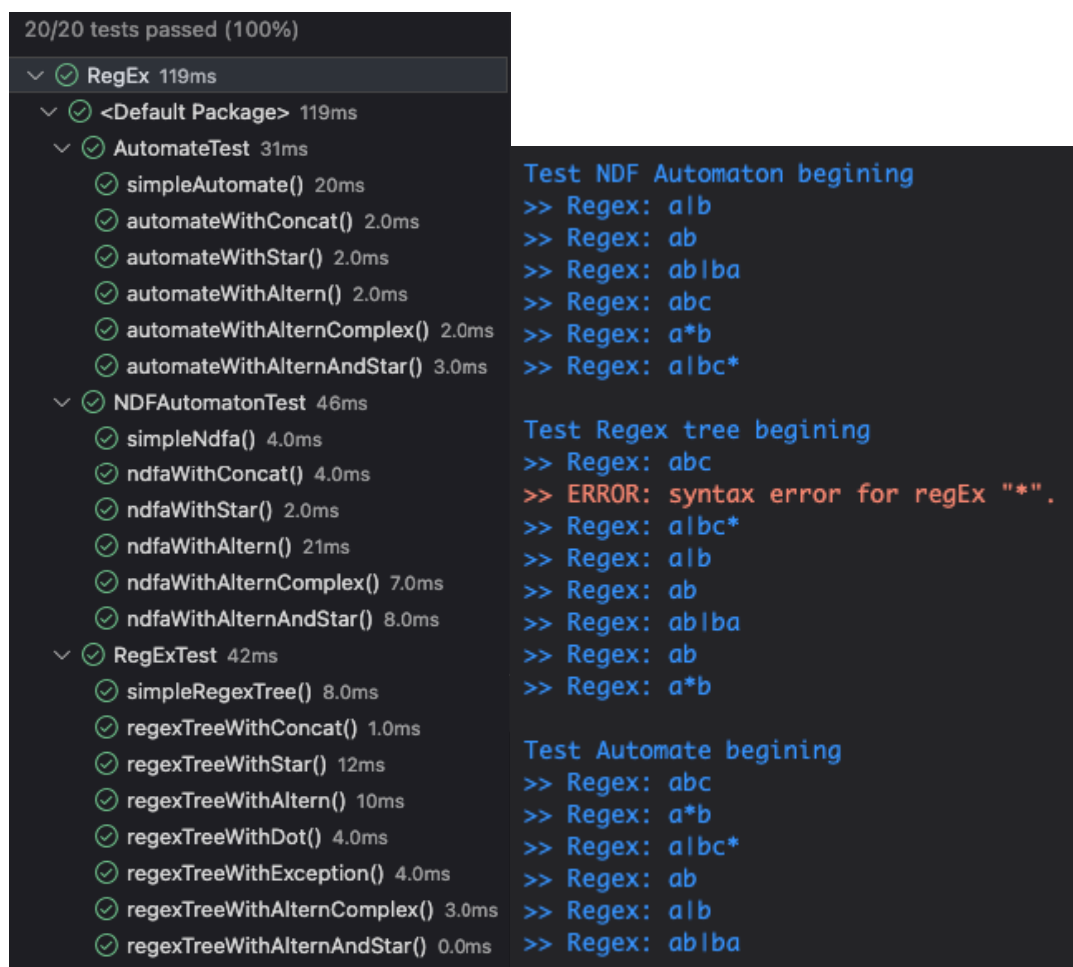 20/20 tests passed (100%)
RegEx 119ms
<Default Package> 119ms
AutomateTest 31ms
simpleAutomate() 20ms
automateWithConcat() 2.0ms
automateWithStar() 2.0ms
automateWithAltern() 2.0ms
automateWithAlternComplex() 2.0ms
automateWithAlternAndStar() 3.0ms
NDFAutomatonTest 46ms
simpleNdfa() 4.0ms
ndfaWithConcat() 4.0ms
ndfaWithStar() 2.0ms
ndfaWithAltern() 21ms
ndfaWithAlternComplex() 7.0ms
ndfaWithAlternAndStar() 8.0ms
RegExTest 42ms
simpleRegexTree() 8.0ms
regexTreeWithConcat() 1.0ms
regexTreeWithStar() 12ms
regexTreeWithAltern() 10ms
regexTreeWithDot() 4.0ms
regexTreeWithException() 4.0ms
regexTreeWithAlternComplex() 3.0ms
regexTreeWithAlternAndStar() 0.0ms
Test NDF Automaton begining
>> Regex: a|b
>> Regex: ab
>> Regex: ab|ba
>> Regex: abc
>> Regex: a*b
>> Regex: a|bc*
Test Regex tree begining
>> Regex: abc
>> ERROR: syntax error for regEx "*".
>> Regex: a|bc*
>> Regex: a|b
>> Regex: ab
>> Regex: ab|ba
>> Regex: ab
>> Regex: a*b
Test Automate begining
>> Regex: abc
>> Regex: a*b
>> Regex: a|bc*
>> Regex: ab
>> Regex: a|b
>> Regex: ab|ba